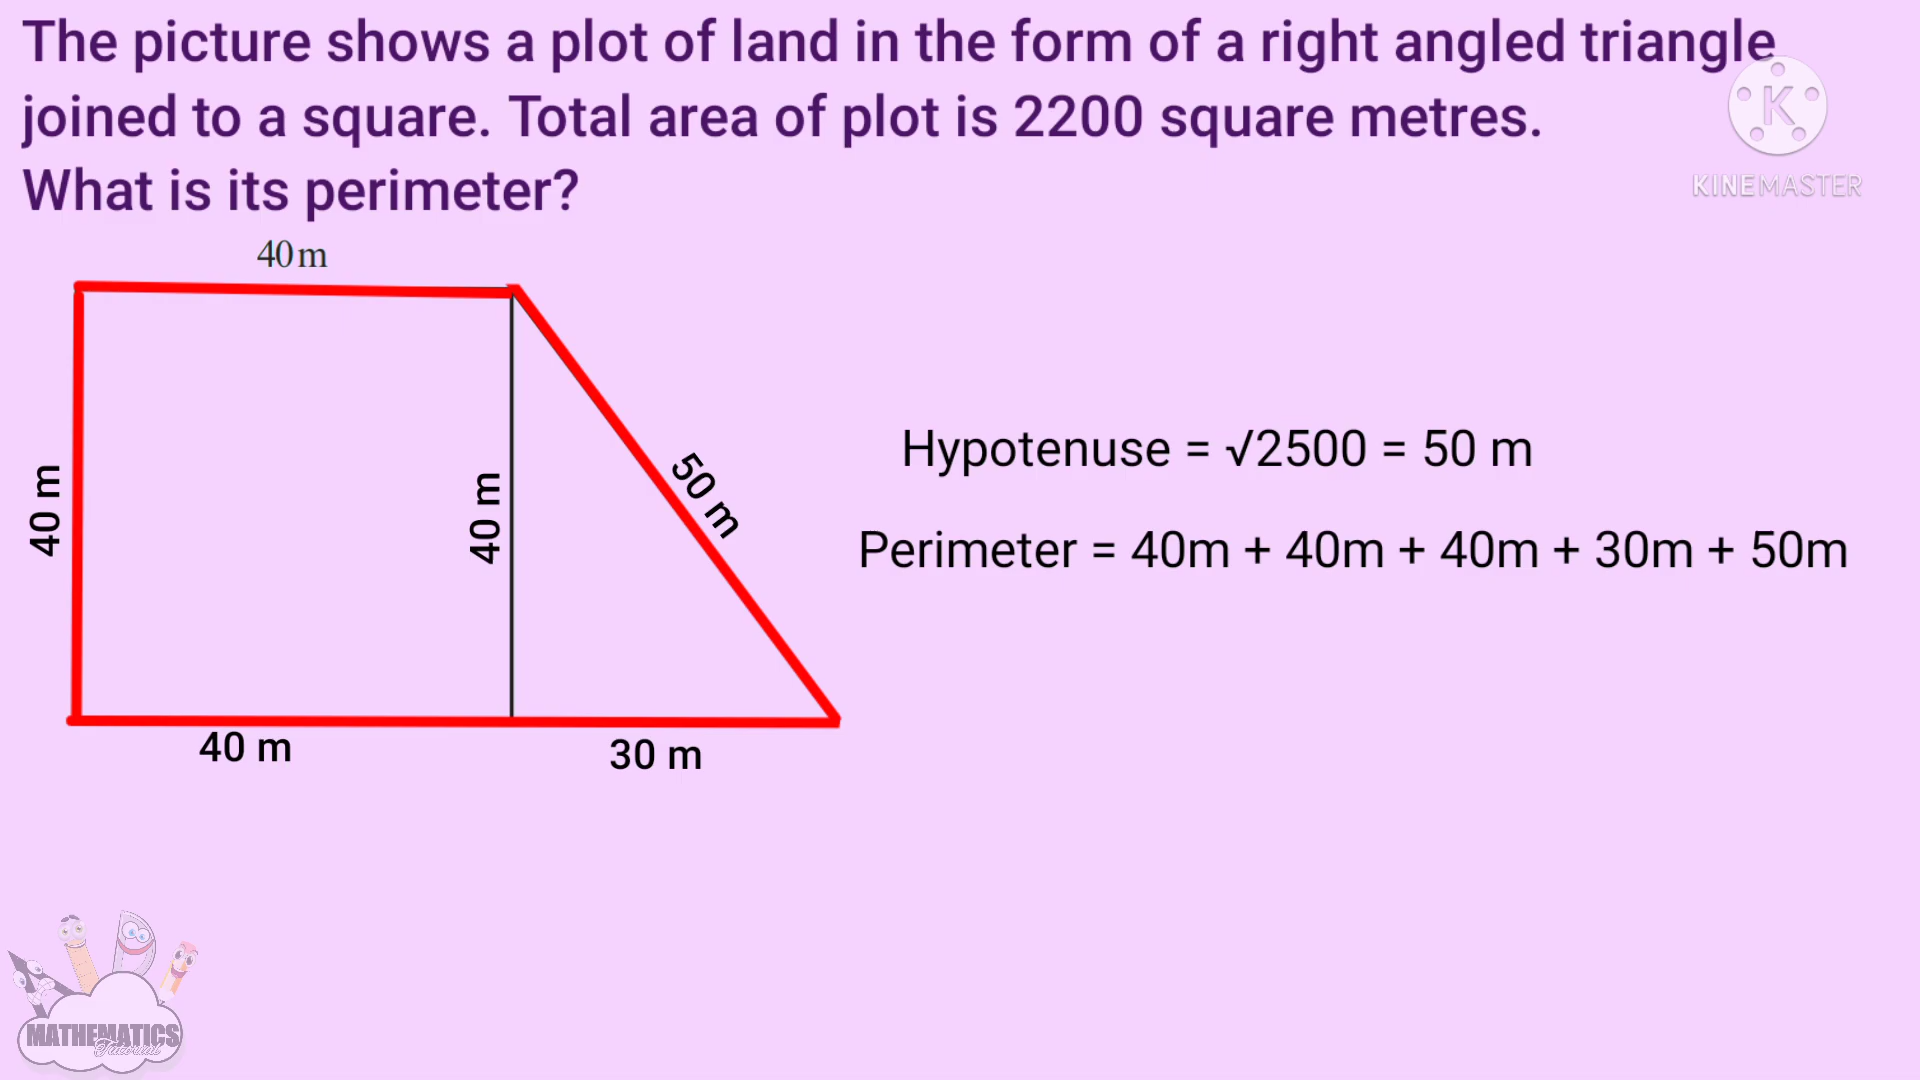 The picture shows a plot of land in the form of a right angled triangle
joined to a square. Total area of plot is 2200 square metres.
What is its perimeter?
K
KINEMASTER
40m
40 m
40 m
50 m
40 m
30 m
Hypotenuse = √2500 = 50 m
Perimeter = 40m + 40m + 40m + 30m + 50m
MATHEMATICS
Tutorial